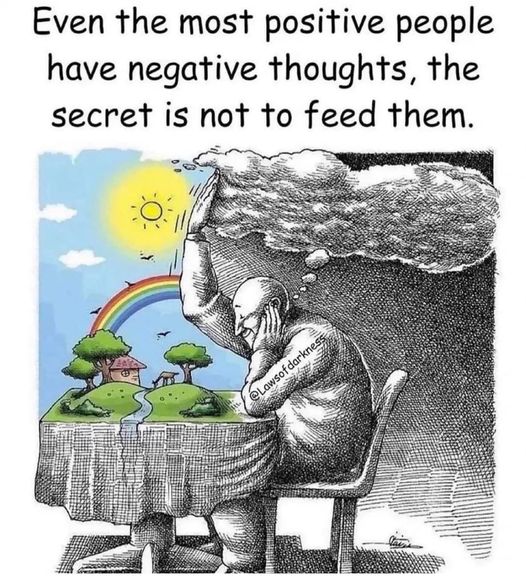 Even the most positive people
have negative thoughts, the
secret is not to feed them.
@Lawsofdarkness